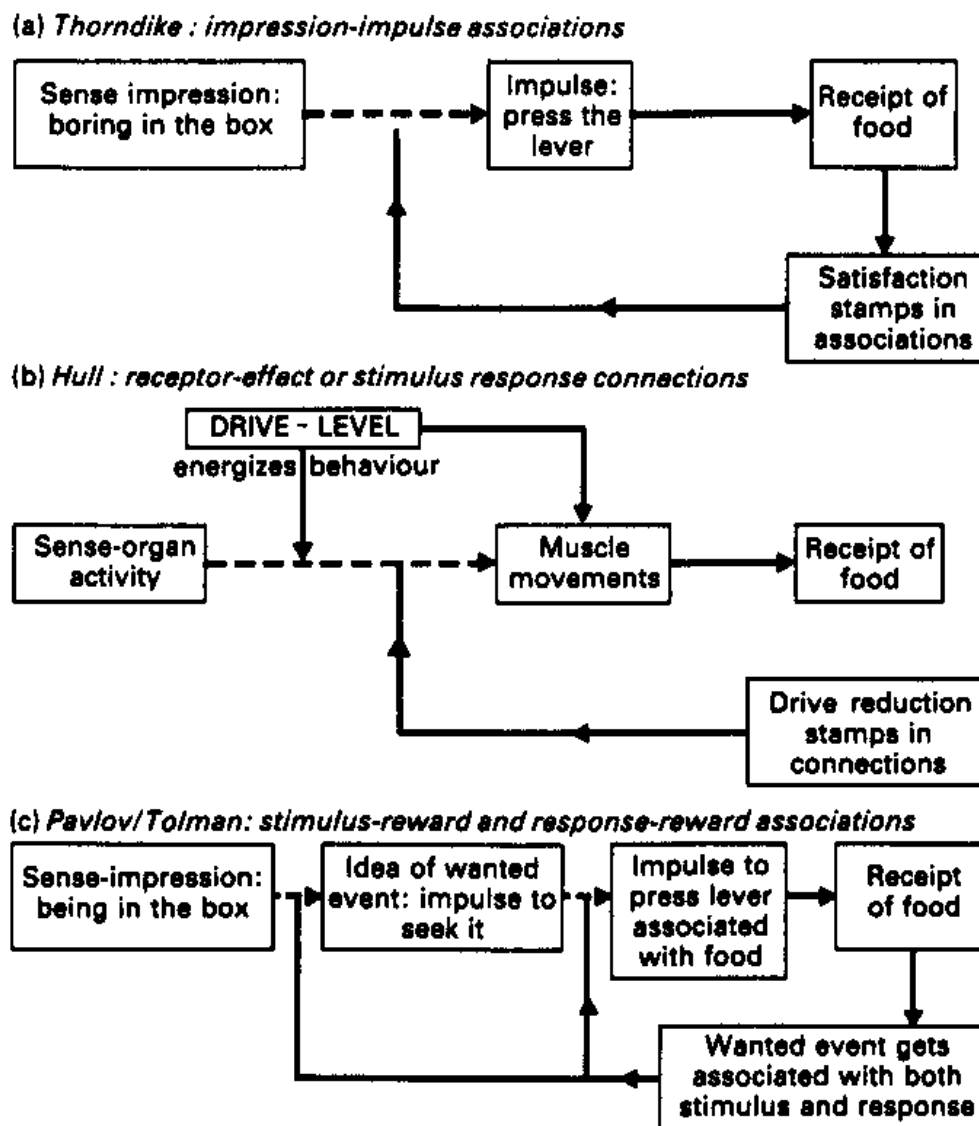 (a) Thorndike : impression-impulse associations
Sense impression:
boring in the box
Impulse:
press the
lever
Receipt of
food
Satisfaction
stamps in
associations
(b) Hull : receptor-effect or stimulus response connections
DRIVE - LEVEL
energizes behaviour
Sense-organ
activity
Muscle
movements
Receipt of
food
Drive reduction
stamps in
connections
(c) Pavlov/Tolman: stimulus-reward and response-reward associations
Sense-impression:
being in the box
Idea of wanted
event: impulse to
seek it
Impulse to
press lever
associated
with food
Receipt
of food
Wanted event gets
associated with both
stimulus and response